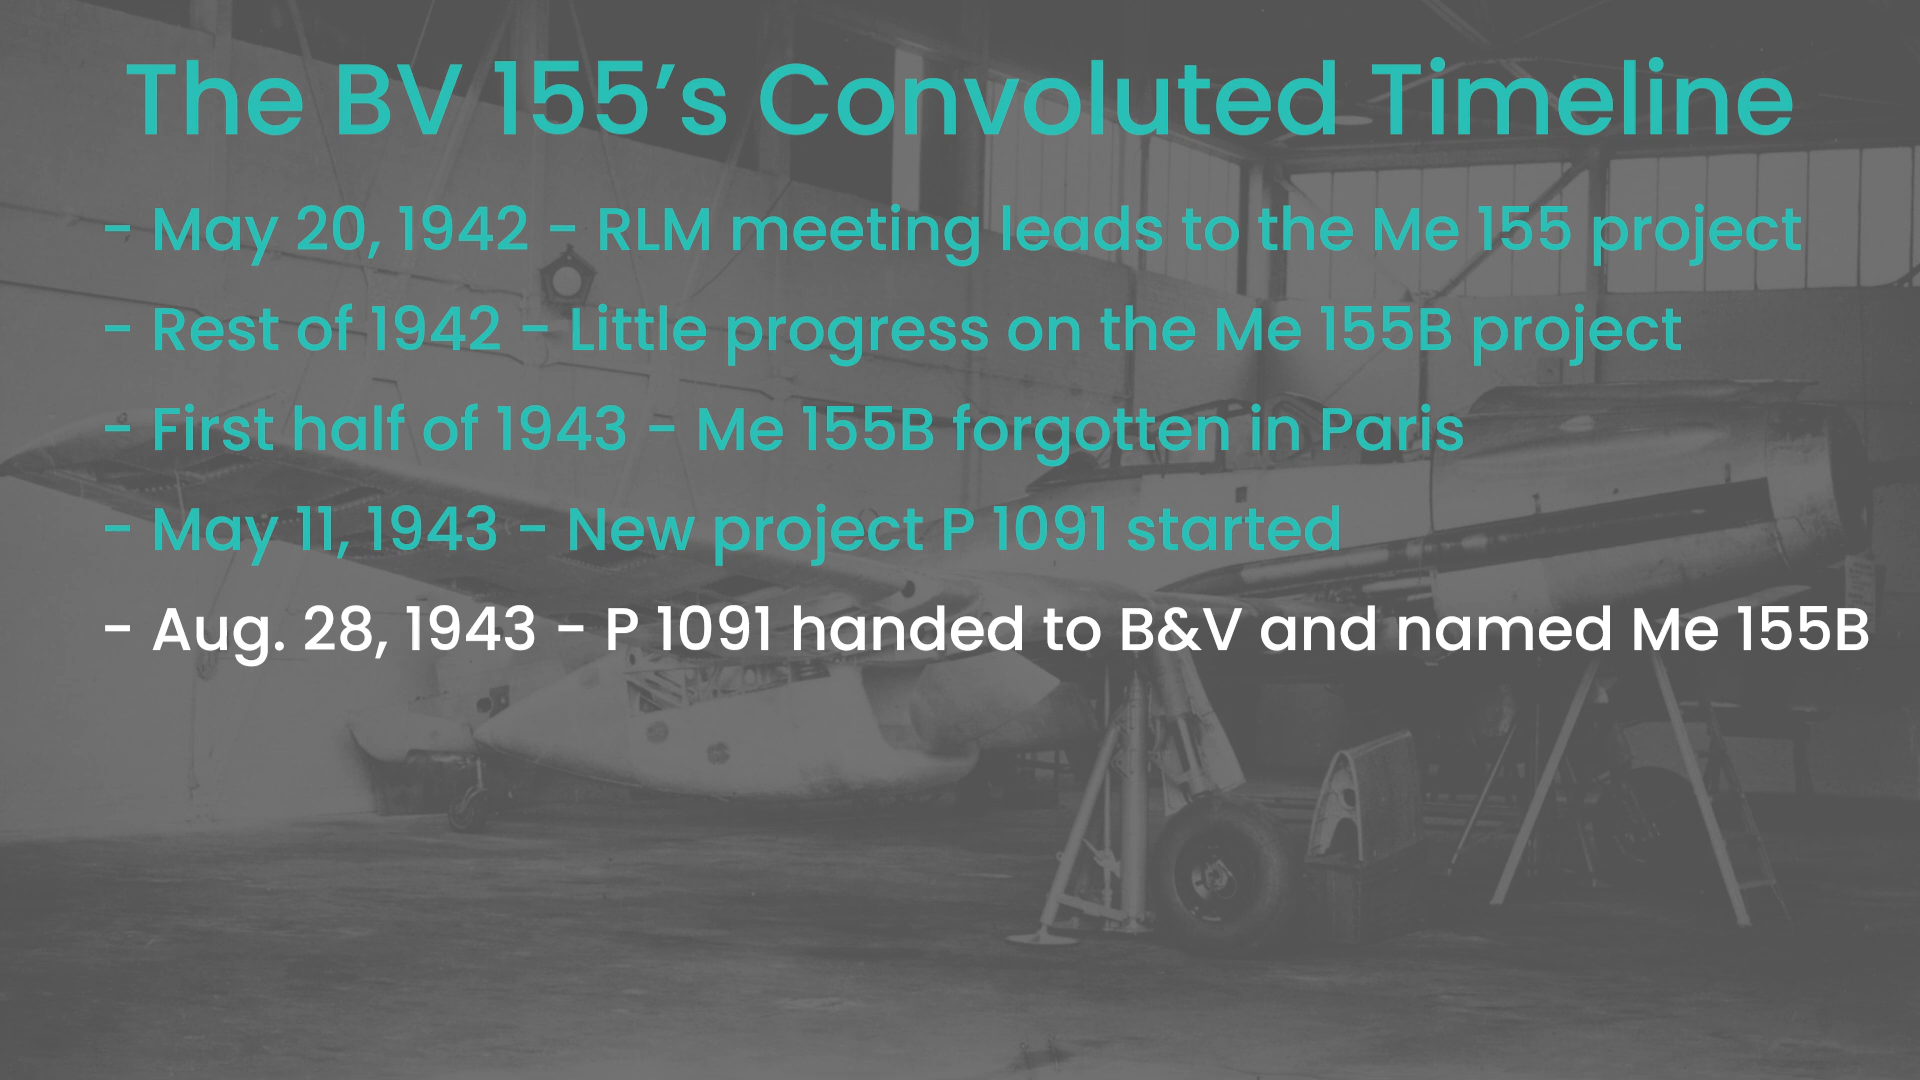 The BV 155’s Convoluted Timeline
- May 20, 1942 - RLM meeting leads to the Me 155 project
- Rest of 1942 - Little progress on the Me 155B project
- First half of 1943 - Me 155B forgotten in Paris
- May 11, 1943 - New project P 1091 started
- Aug. 28, 1943 - P 1091 handed to B&V and named Me 155B